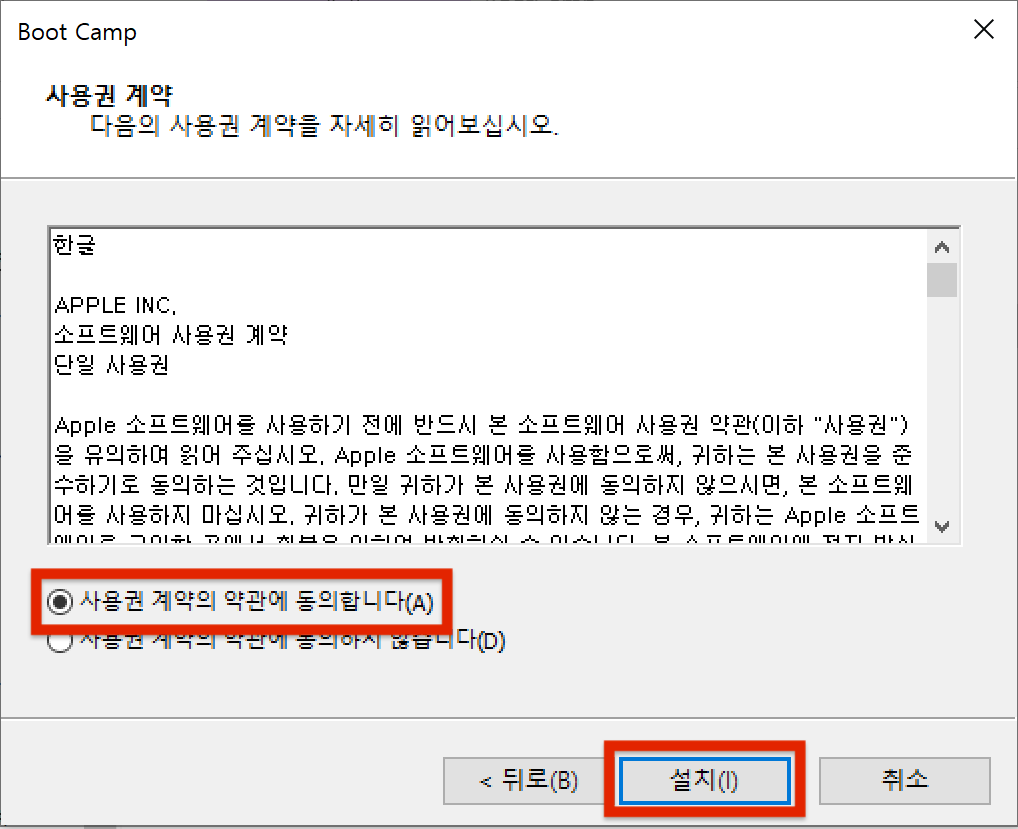 Boot Camp
사용권 계약
다음의 사용권 계약을 자세히 읽어보십시오.
한글
APPLE INC.
소프트웨어 사용권 계약
단일 사용권
Apple 소프트웨어를 사용하기 전에 반드시 본 소프트웨어 사용권 약관(이하 "사용권")
을 유의하여 읽어 주십시오. Apple 소프트웨어를 사용함으로써, 귀하는 본 사용권을 준
수하기로 동의하는 것입니다. 만일 귀하가 본 사용권에 동의하지 않으시면, 본 소프트웨
어를 사용하지 마십시오. 귀하가 본 사용권에 동의하지 않는 경우, 귀하는 Apple 소프트
사용권 계약의 약관에 동의합니다(A)
사용권 계약의 약관에 동의하지 않습니다(D)
< 뒤로(B)
설치(I)
취소